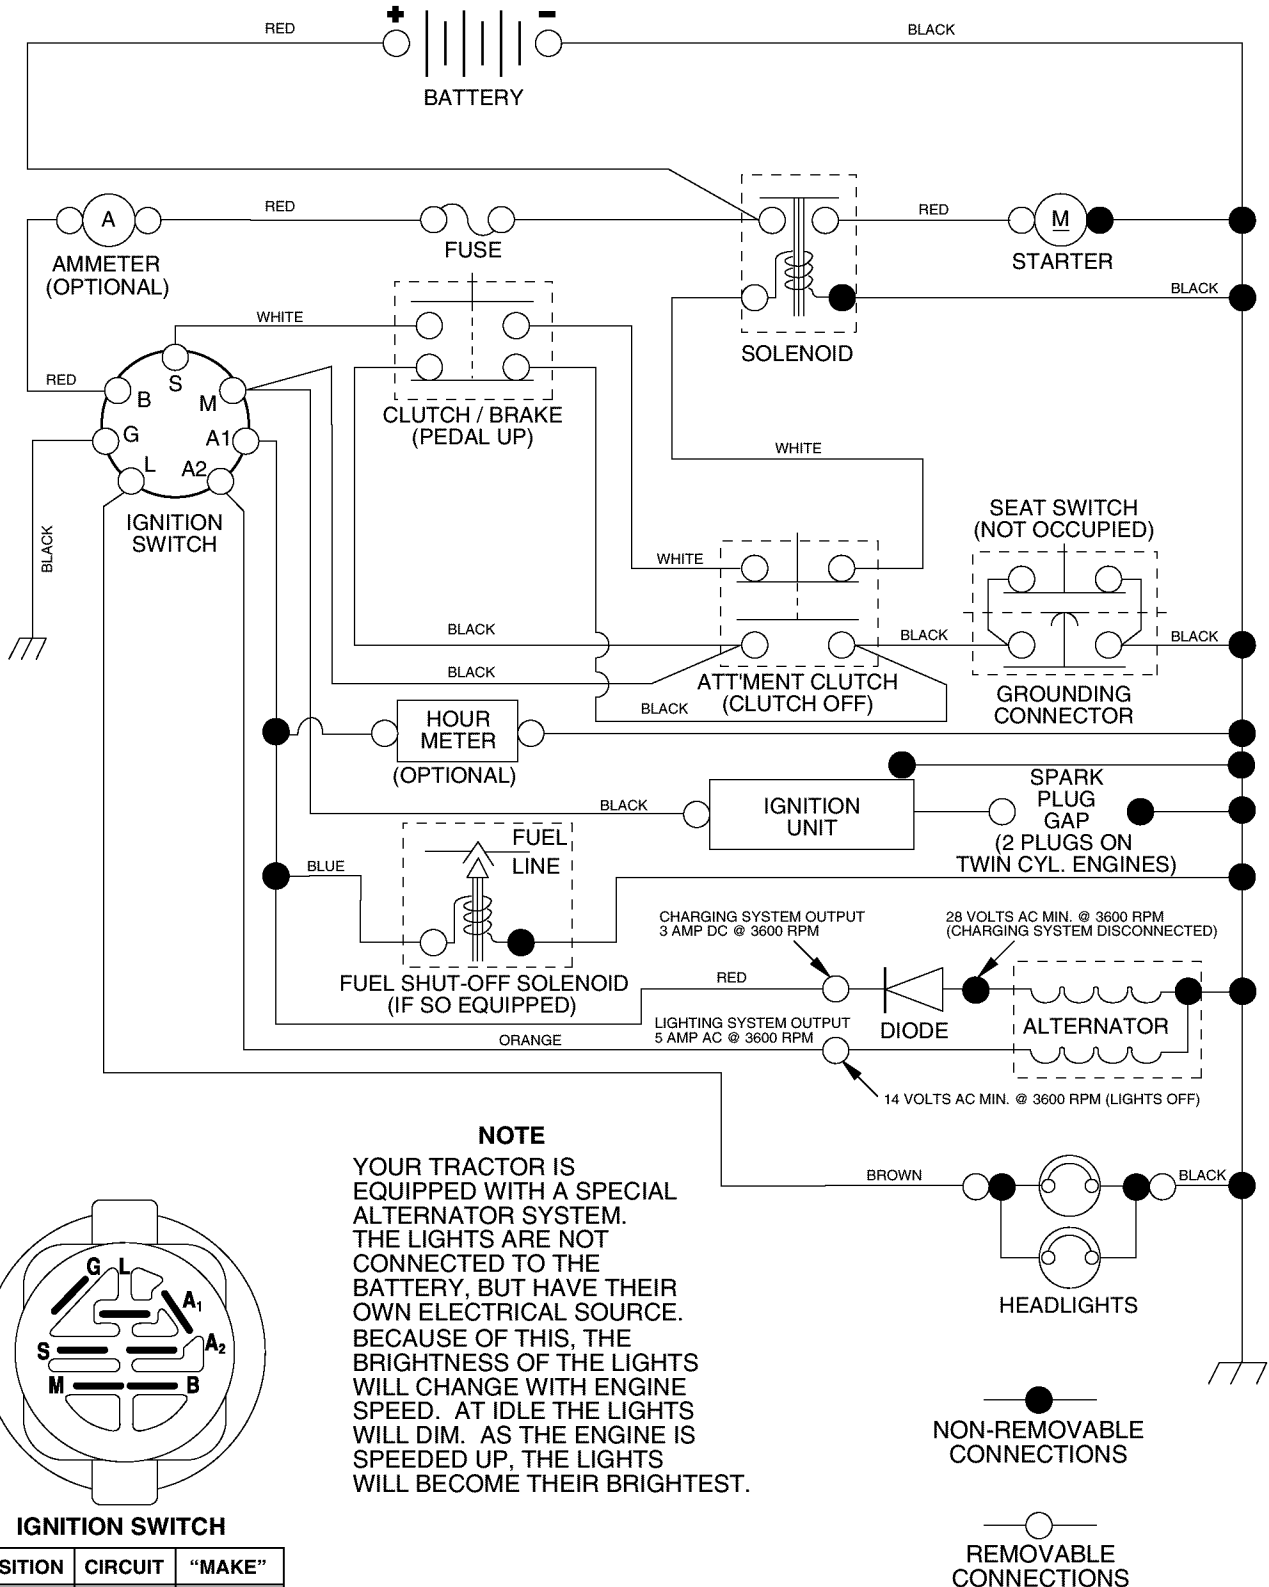 + -
RED
BLACK
BATTERY
A
RED
RED
M
AMMETER
(OPTIONAL)
FUSE
STARTER
BLACK
WHITE
SOLENOID
RED
S
B
M
G
A1
L
A2
CLUTCH / BRAKE
(PEDAL UP)
WHITE
IGNITION
SWITCH
BLACK
SEAT SWITCH
(NOT OCCUPIED)
WHITE
BLACK
BLACK
BLACK
BLACK
ATT'MENT CLUTCH
(CLUTCH OFF)
GROUNDING
CONNECTOR
BLACK
HOUR
METER
(OPTIONAL)
BLACK
IGNITION
UNIT
SPARK
PLUG
GAP
(2 PLUGS ON
TWIN CYL. ENGINES)
FUEL
LINE
BLUE
FUEL SHUT-OFF SOLENOID
(IF SO EQUIPPED)
CHARGING SYSTEM OUTPUT
3 AMP DC @ 3600 RPM
28 VOLTS AC MIN. @ 3600 RPM
(CHARGING SYSTEM DISCONNECTED)
RED
DIODE
ALTERNATOR
LIGHTING SYSTEM OUTPUT
5 AMP AC @ 3600 RPM
ORANGE
14 VOLTS AC MIN. @ 3600 RPM (LIGHTS OFF)
BROWN
BLACK
HEADLIGHTS
NOTE
YOUR TRACTOR IS
EQUIPPED WITH A SPECIAL
ALTERNATOR SYSTEM.
THE LIGHTS ARE NOT
CONNECTED TO THE
BATTERY, BUT HAVE THEIR
OWN ELECTRICAL SOURCE.
BECAUSE OF THIS, THE
BRIGHTNESS OF THE LIGHTS
WILL CHANGE WITH ENGINE
SPEED. AT IDLE THE LIGHTS
WILL DIM. AS THE ENGINE IS
SPEEDED UP, THE LIGHTS
WILL BECOME THEIR BRIGHTEST.
G L
A1
S
A2
M B
IGNITION SWITCH
SITION CIRCUIT “MAKE”
NON-REMOVABLE
CONNECTIONS
REMOVABLE
CONNECTIONS